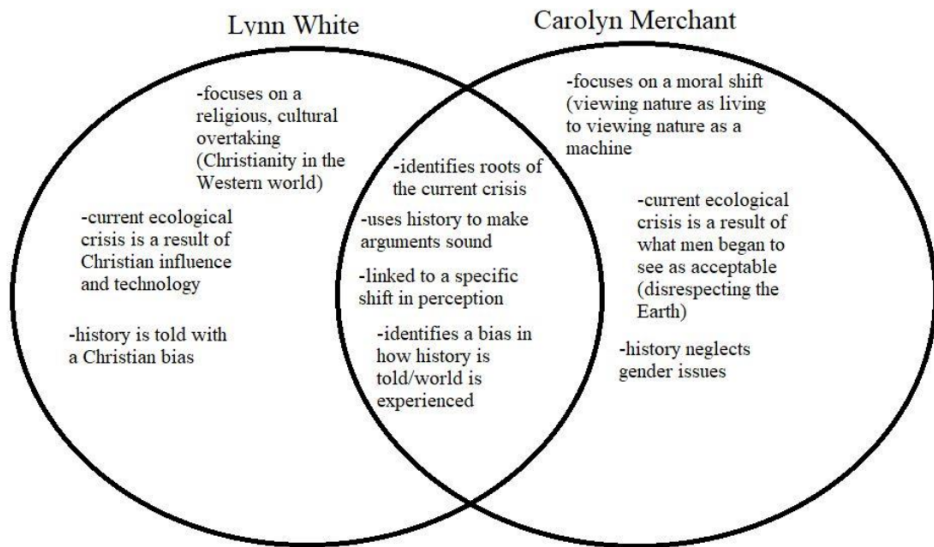 Lynn White
Carolyn Merchant
-focuses on a
religious, cultural
overtaking
(Christianity in the
Western world)
-current ecological
crisis is a result of
Christian influence
and technology
-history is told with
a Christian bias
-identifies roots of
the current crisis
-uses history to make
arguments sound
-linked to a specific
shift in perception
-identifies a bias in
how history is
told/world is
experienced
-focuses on a moral shift
(viewing nature as living
to viewing nature as a
machine
-current ecological
crisis is a result of
what men began to
see as acceptable
(disrespecting the
Earth)
-history neglects
gender issues